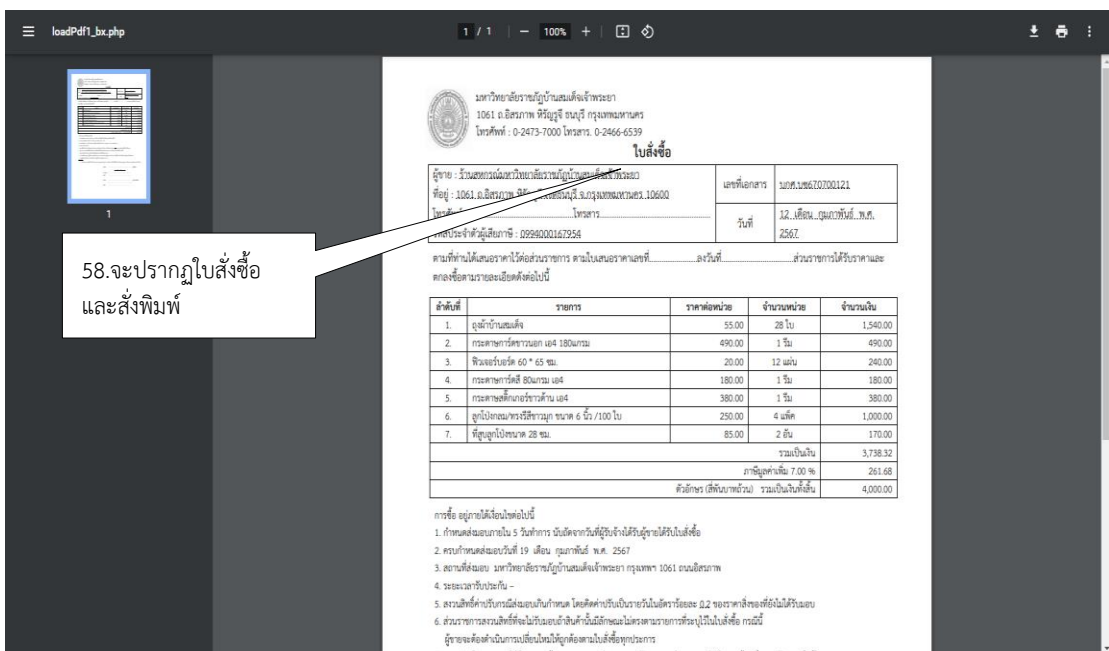 loadPdf1_bx.php
1 / 1 | − 100% + |
1
58.จะปรากฏใบสั่งซื้อ
และสั่งพิมพ์
มหาวิทยาลัยราชภัฏบ้านสมเด็จเจ้าพระยา
1061 ถ.อิสรภาพ หิรัญรูจี ธนบุรี กรุงเทพมหานคร
โทรศัพท์ : 0-2473-7000 โทรสาร. 0-2466-6539
ใบสั่งซื้อ
ผู้ขาย : ร้านสหกรณ์มหาวิทยาลัยราชภัฏบ้านสมเด็จเจ้าพระยา
ที่อยู่ : 1061 ถ.อิสรภาพ จ.กรุงเทพมหานคร 10600
โทรสาร
ผู้เสียภาษี : 0994000167954
เลขที่เอกสาร บกศ.บซ670700121
วันที่ 12 เดือน กุมภาพันธ์ พ.ศ. 2567
ตามที่ท่านได้เสนอราคาไว้ต่อส่วนราชการ ตามใบเสนอราคาเลขที่ ลงวันที่ ส่วนราชการได้รับราคาและ
ตกลงซื้อตามรายละเอียดดังต่อไปนี้
ลำดับที่ รายการ ราคาต่อหน่วย จำนวนหน่วย จำนวนเงิน
1. ถุงผ้าบ้านสมเด็จ 55.00 28 ใบ 1,540.00
2. กระดาษการ์ดขาวนอก เอ4 180แกรม 490.00 1 รีม 490.00
3. ฟิวเจอร์บอร์ด 60 * 65 ซม. 20.00 12 แผ่น 240.00
4. กระดาษการ์ดสี 80แกรม เอ4 180.00 1 รีม 180.00
5. กระดาษสติ๊กเกอร์ขาวด้าน เอ4 380.00 1 รีม 380.00
6. ลูกโป่งกลม/ทรงรีสีขาวมุก ขนาด 6 นิ้ว /100 ใบ 250.00 4 แพ็ค 1,000.00
7. ที่สูบลูกโป่งขนาด 28 ซม. 85.00 2 อัน 170.00
รวมเป็นเงิน 3,738.32
ภาษีมูลค่าเพิ่ม 7.00 % 261.68
ตัวอักษร (สี่พันบาทถ้วน) รวมเป็นเงินทั้งสิ้น 4,000.00
การซื้อ อยู่ภายใต้เงื่อนไขต่อไปนี้
1. กำหนดส่งมอบภายใน 5 วันทำการ นับถัดจากวันที่ผู้รับจ้างได้รับผู้ขายได้รับใบสั่งซื้อ
2. ครบกำหนดส่งมอบวันที่ 19 เดือน กุมภาพันธ์ พ.ศ. 2567
3. สถานที่ส่งมอบ มหาวิทยาลัยราชภัฏบ้านสมเด็จเจ้าพระยา กรุงเทพฯ 1061 ถนนอิสรภาพ
4. ระยะเวลารับประกัน –
5. สงวนสิทธิ์ค่าปรับกรณีส่งมอบเกินกำหนด โดยคิดค่าปรับเป็นรายวันในอัตราร้อยละ 0.2 ของราคาสิ่งของที่ยังไม่ได้รับมอบ
6. ส่วนราชการสงวนสิทธิ์ที่จะไม่รับมอบถ้าสินค้านั้นมีลักษณะไม่ตรงตามรายการที่ระบุไว้ในใบสั่งซื้อ กรณีนี้
ผู้ขายจะต้องดำเนินการเปลี่ยนใหม่ให้ถูกต้องตามใบสั่งซื้อทุกประการ